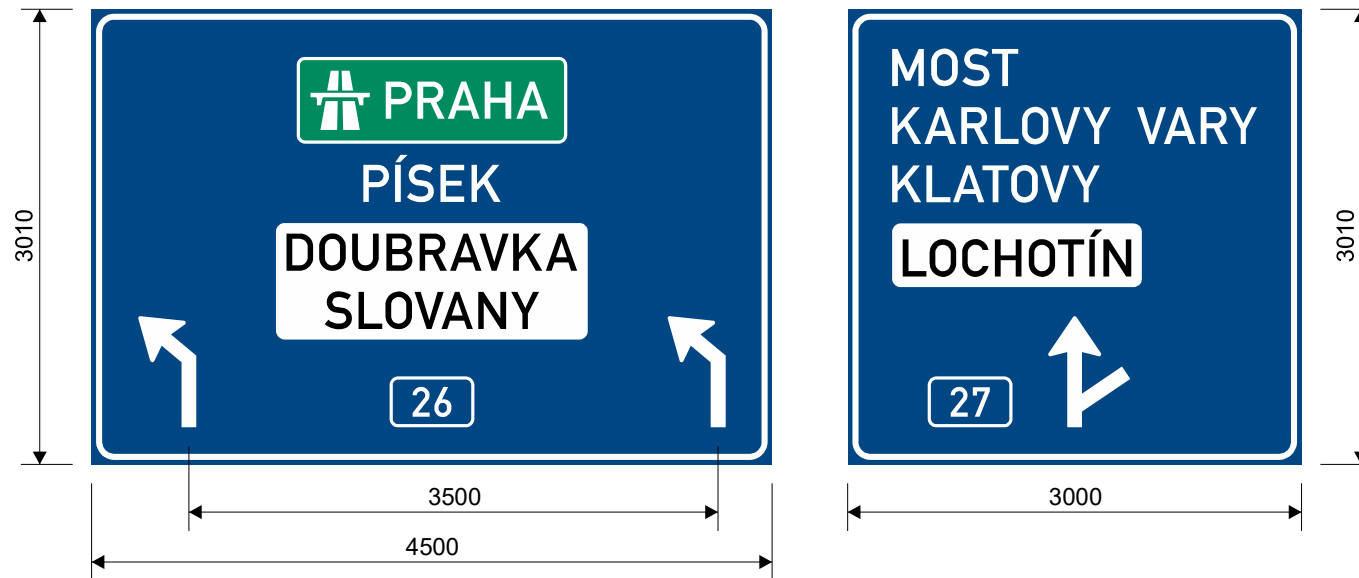 PRAHA
PÍSEK
DOUBRAVKA
SLOVANY
26
3010
3500
4500
MOST
KARLOVY VARY
KLATOVY
LOCHOTÍN
27
3010
3000